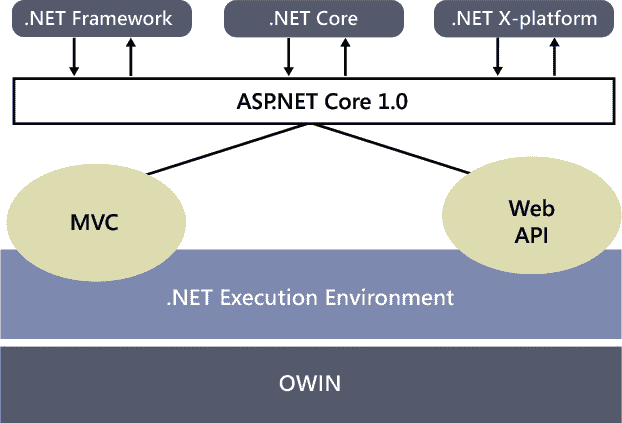 .NET Framework
.NET Core
.NET X-platform
ASP.NET Core 1.0
MVC
Web
API
.NET Execution Environment
OWIN